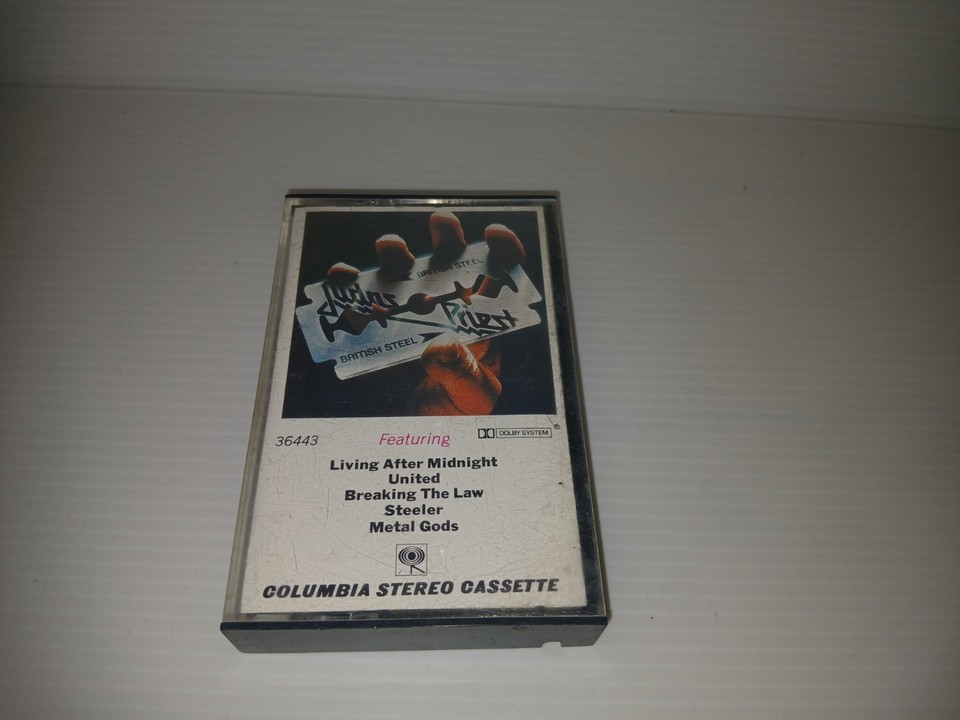 BRITISH STEEL
Judas
Priest
BRITISH STEEL
36443 Featuring DOLBY SYSTEM
Living After Midnight
United
Breaking The Law
Steeler
Metal Gods
COLUMBIA STEREO CASSETTE